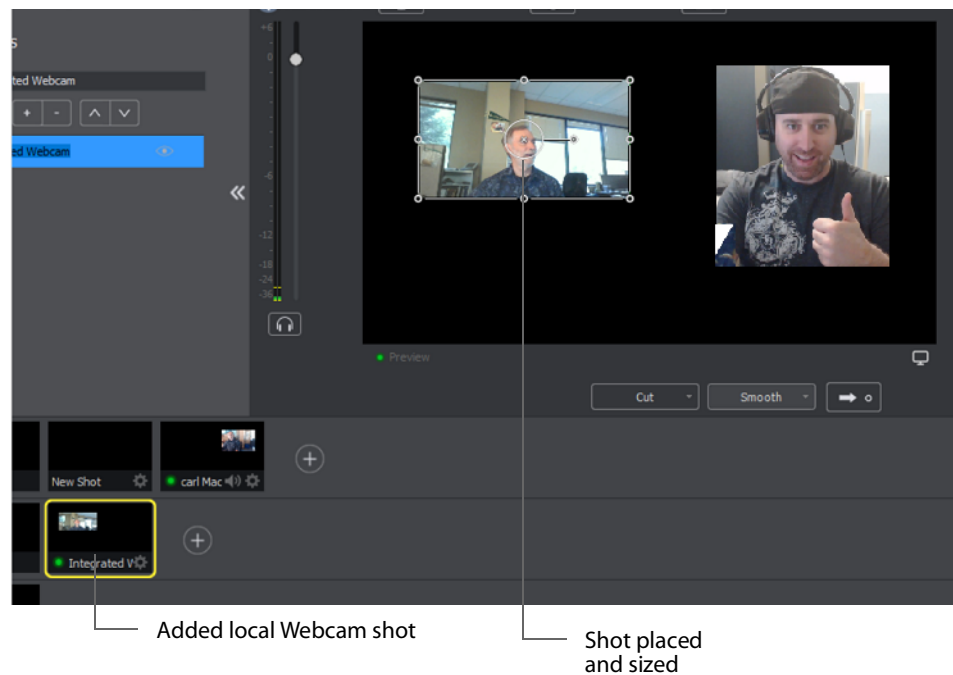 s
+6
ted Webcam
0
+ -
ed Webcam
-6
-12
-18
-24
-36
Preview
Cut
Smooth
New Shot
carl Mac
Integrated W
Added local Webcam shot
Shot placed
and sized